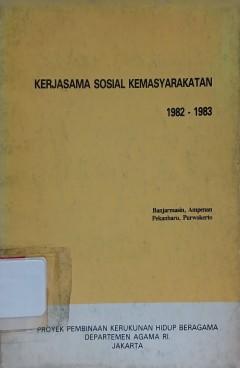 KERJASAMA SOSIAL KEMASYARAKATAN
1982 - 1983
Banjarmasin, Ampenan
Pekanbaru, Purwokerto
PROYEK PEMBINAAN KERUKUNAN HIDUP BERAGAMA
DEPARTEMEN AGAMA RI.
JAKARTA